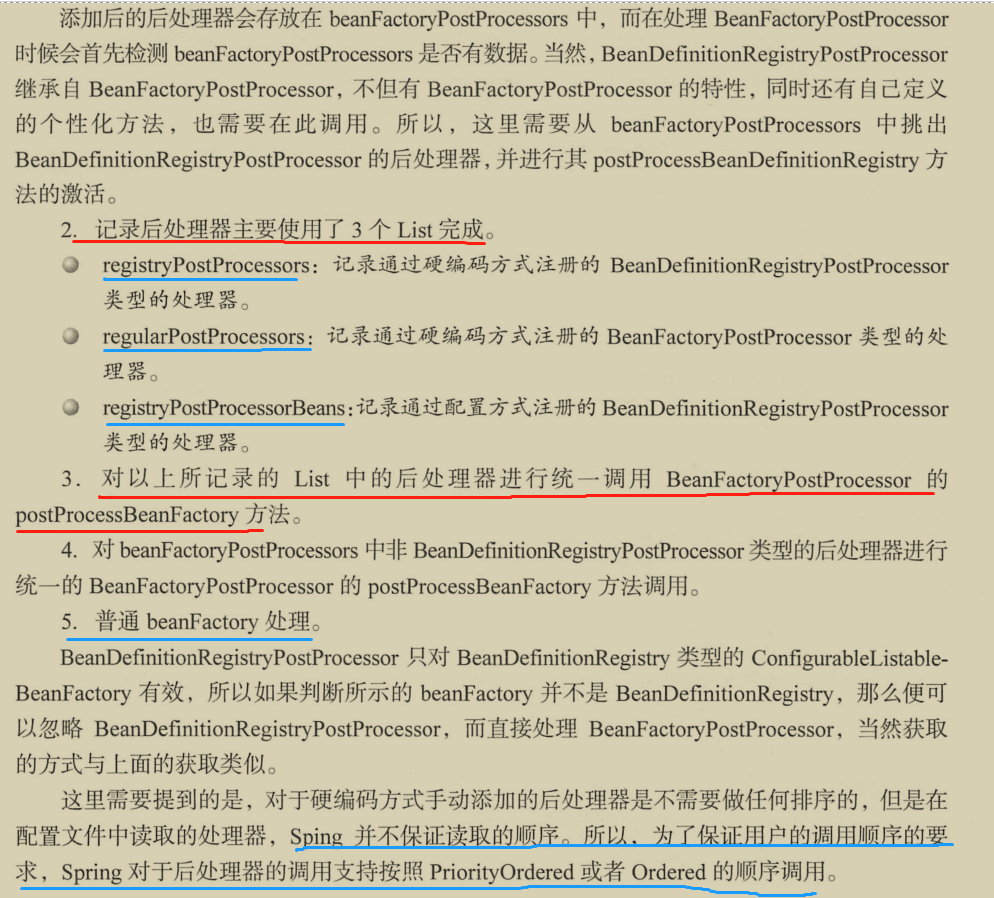 添加后的后处理器会存放在 beanFactoryPostProcessors 中，而在处理 BeanFactoryPostProcessor
时候会首先检测 beanFactoryPostProcessors 是否有数据。当然，BeanDefinitionRegistryPostProcessor
继承自 BeanFactoryPostProcessor，不但有 BeanFactoryPostProcessor 的特性，同时还有自己定义
的个性化方法，也需要在此调用。所以，这里需要从 beanFactoryPostProcessors 中挑出
BeanDefinitionRegistryPostProcessor 的后处理器，并进行其 postProcessBeanDefinitionRegistry 方
法的激活。
2. 记录后处理器主要使用了 3 个 List 完成。
registryPostProcessors：记录通过硬编码方式注册的 BeanDefinitionRegistryPostProcessor
类型的处理器。
regularPostProcessors：记录通过硬编码方式注册的 BeanFactoryPostProcessor 类型的处
理器。
registryPostProcessorBeans：记录通过配置方式注册的 BeanDefinitionRegistryPostProcessor
类型的处理器。
3. 对以上所记录的 List 中的后处理器进行统一调用 BeanFactoryPostProcessor 的
postProcessBeanFactory 方法。
4. 对 beanFactoryPostProcessors 中非 BeanDefinitionRegistryPostProcessor 类型的后处理器进行
统一的 BeanFactoryPostProcessor 的 postProcessBeanFactory 方法调用。
5. 普通 beanFactory 处理。
BeanDefinitionRegistryPostProcessor 只对 BeanDefinitionRegistry 类型的 ConfigurableListable-
BeanFactory 有效，所以如果判断所示的 beanFactory 并不是 BeanDefinitionRegistry，那么便可
以忽略 BeanDefinitionRegistryPostProcessor，而直接处理 BeanFactoryPostProcessor，当然获取
的方式与上面的获取类似。
这里需要提到的是，对于硬编码方式手动添加的后处理器是不需要做任何排序的，但是在
配置文件中读取的处理器，Sping 并不保证读取的顺序。所以，为了保证用户的调用顺序的要
求，Spring 对于后处理器的调用支持按照 PriorityOrdered 或者 Ordered 的顺序调用。